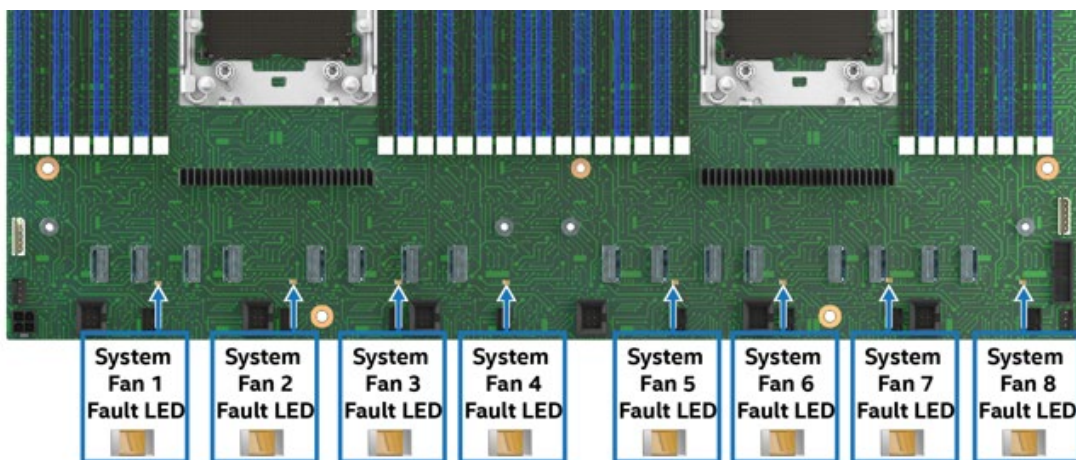 System
Fan 1
Fault LED
System
Fan 2
Fault LED
System
Fan 3
Fault LED
System
Fan 4
Fault LED
System
Fan 5
Fault LED
System
Fan 6
Fault LED
System
Fan 7
Fault LED
System
Fan 8
Fault LED